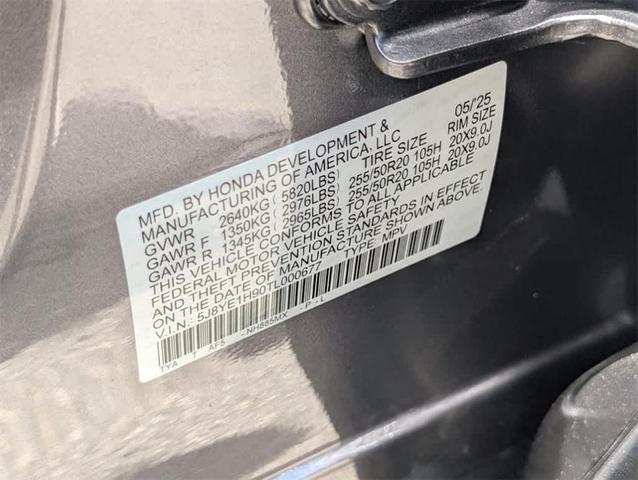 MFD. BY HONDA DEVELOPMENT & 05/'25
MANUFACTURING OF AMERICA, LLC TIRE SIZE RIM SIZE
GVWR 2640KG ( 5820LBS)
GAWR F 1350KG ( 2976LBS) 255/50R20 105H 20X9.0J
GAWR R 1345KG ( 2965LBS) 255/50R20 105H 20X9.0J
THIS VEHICLE CONFORMS TO ALL APPLICABLE
FEDERAL MOTOR VEHICLE SAFETY
AND THEFT PREVENTION STANDARDS IN EFFECT
ON THE DATE OF MANUFACTURE SHOWN ABOVE.
V.I.N.: 5J8YE1H90TL000677 TYPE: MPV
TYA T AF5 -NH885MX -P-L